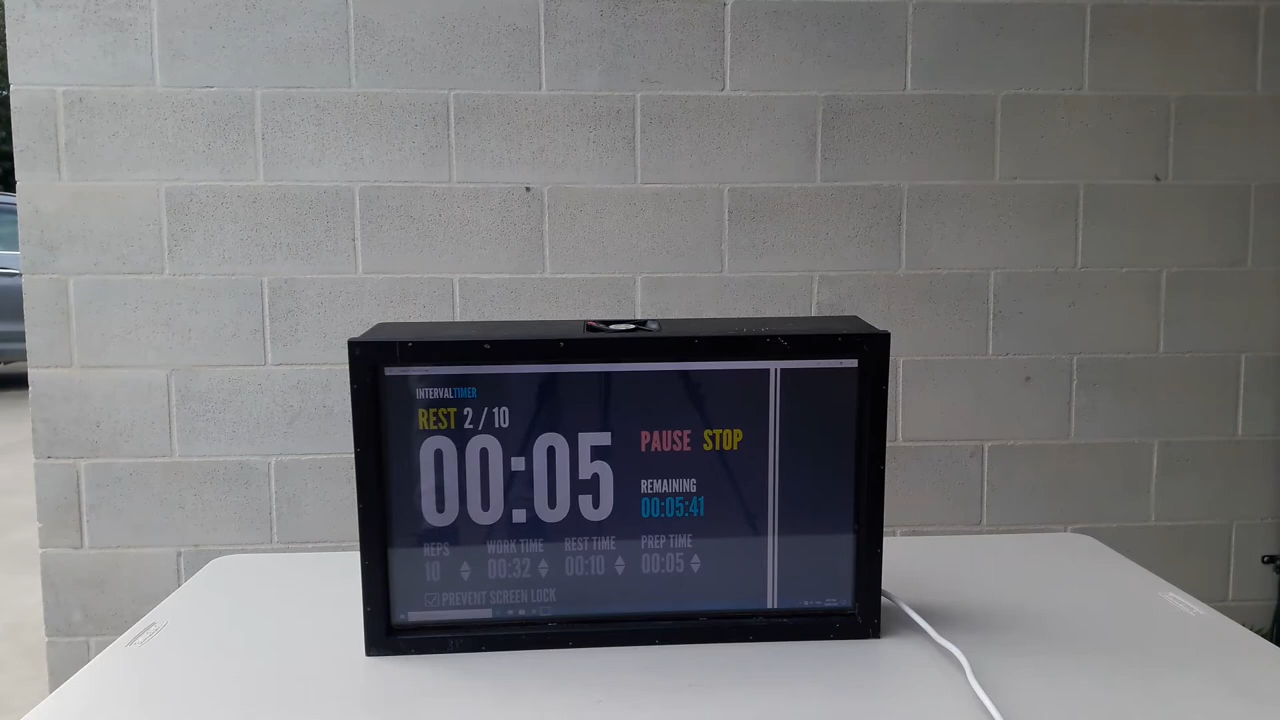 INTERVALTIMER
REST 2 / 10
00:05
PAUSE STOP
REMAINING
00:05:41
REPS WORK TIME REST TIME PREP TIME
10 00:32 00:10 00:05
PREVENT SCREEN LOCK